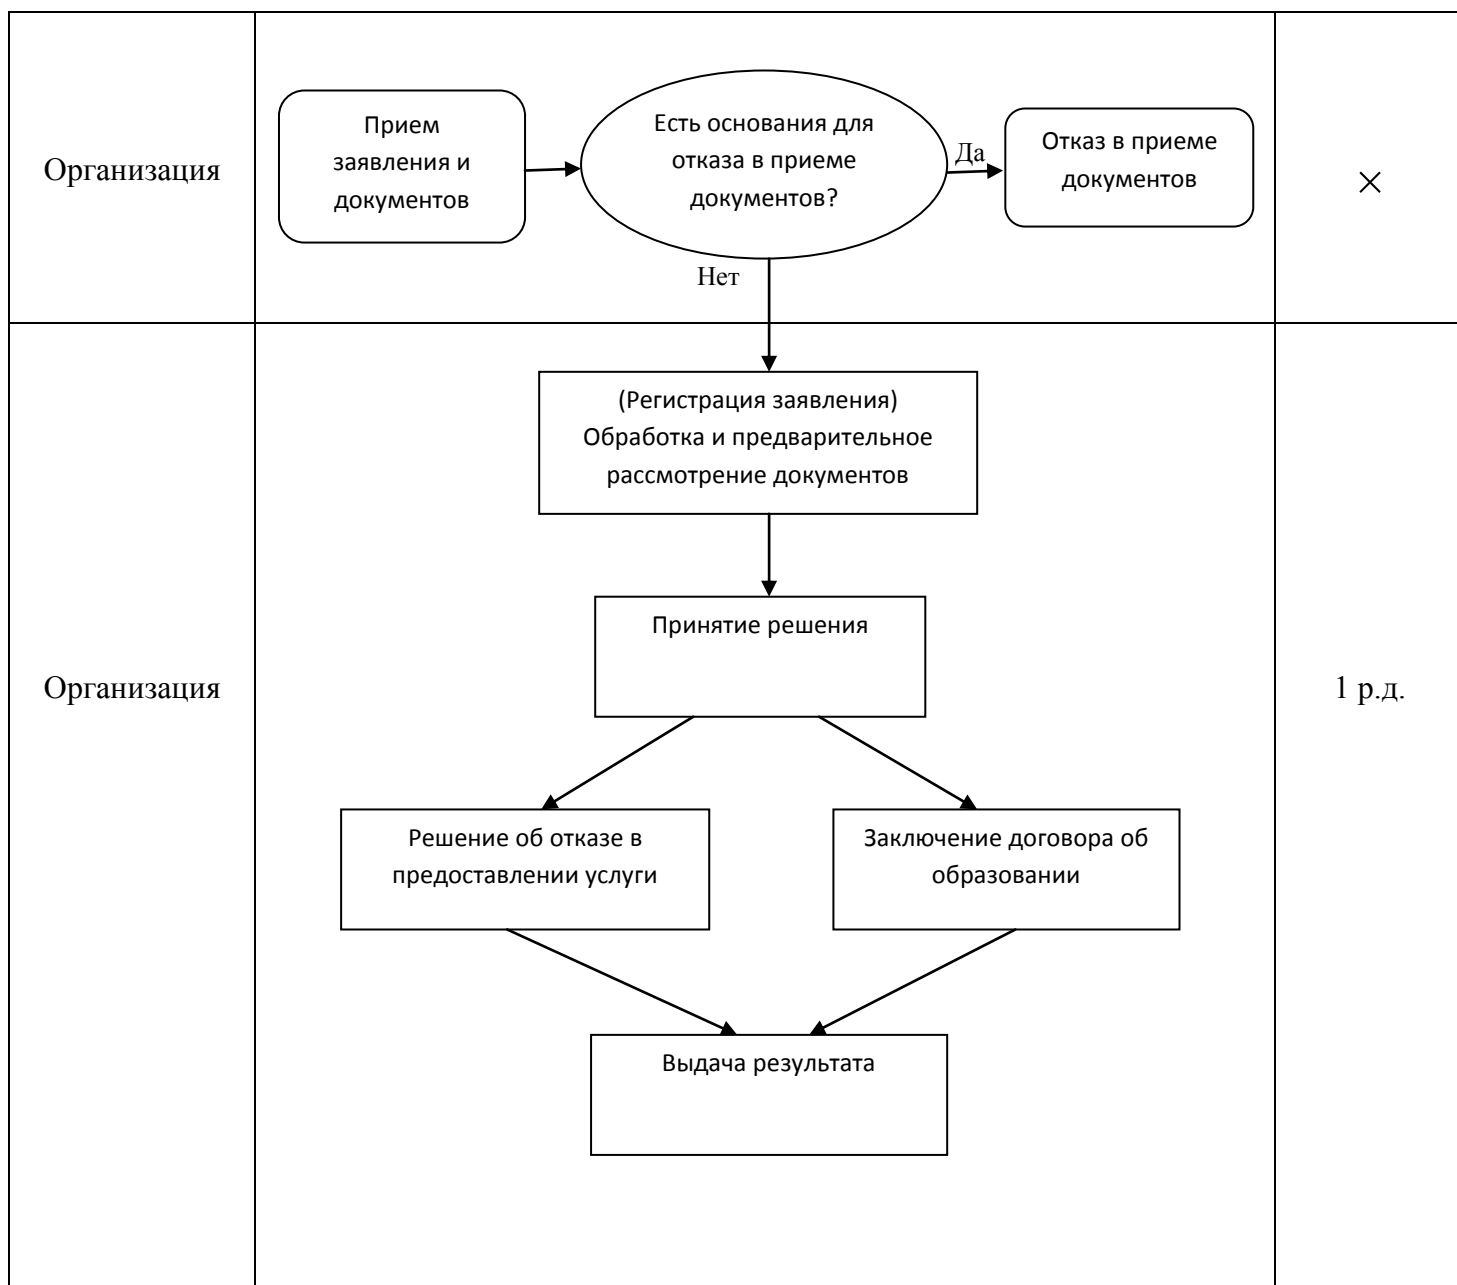 Организация
Прием
заявления и
документов
Есть основания для
отказа в приеме
документов?
Да
Отказ в приеме
документов
×
Нет
Организация
(Регистрация заявления)
Обработка и предварительное
рассмотрение документов
Принятие решения
1 р.д.
Решение об отказе в
предоставлении услуги
Заключение договора об
образовании
Выдача результата